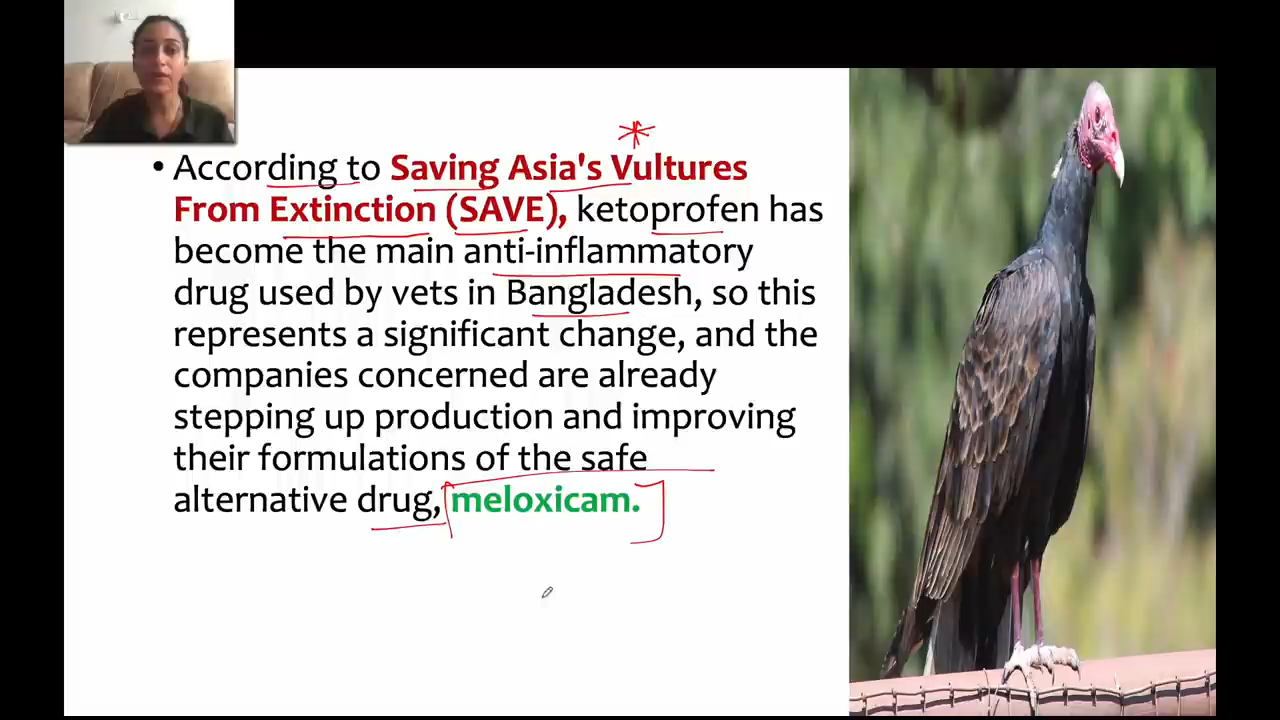 • According to Saving Asia's Vultures
From Extinction (SAVE), ketoprofen has
become the main anti-inflammatory
drug used by vets in Bangladesh, so this
represents a significant change, and the
companies concerned are already
stepping up production and improving
their formulations of the safe
alternative drug, meloxicam.